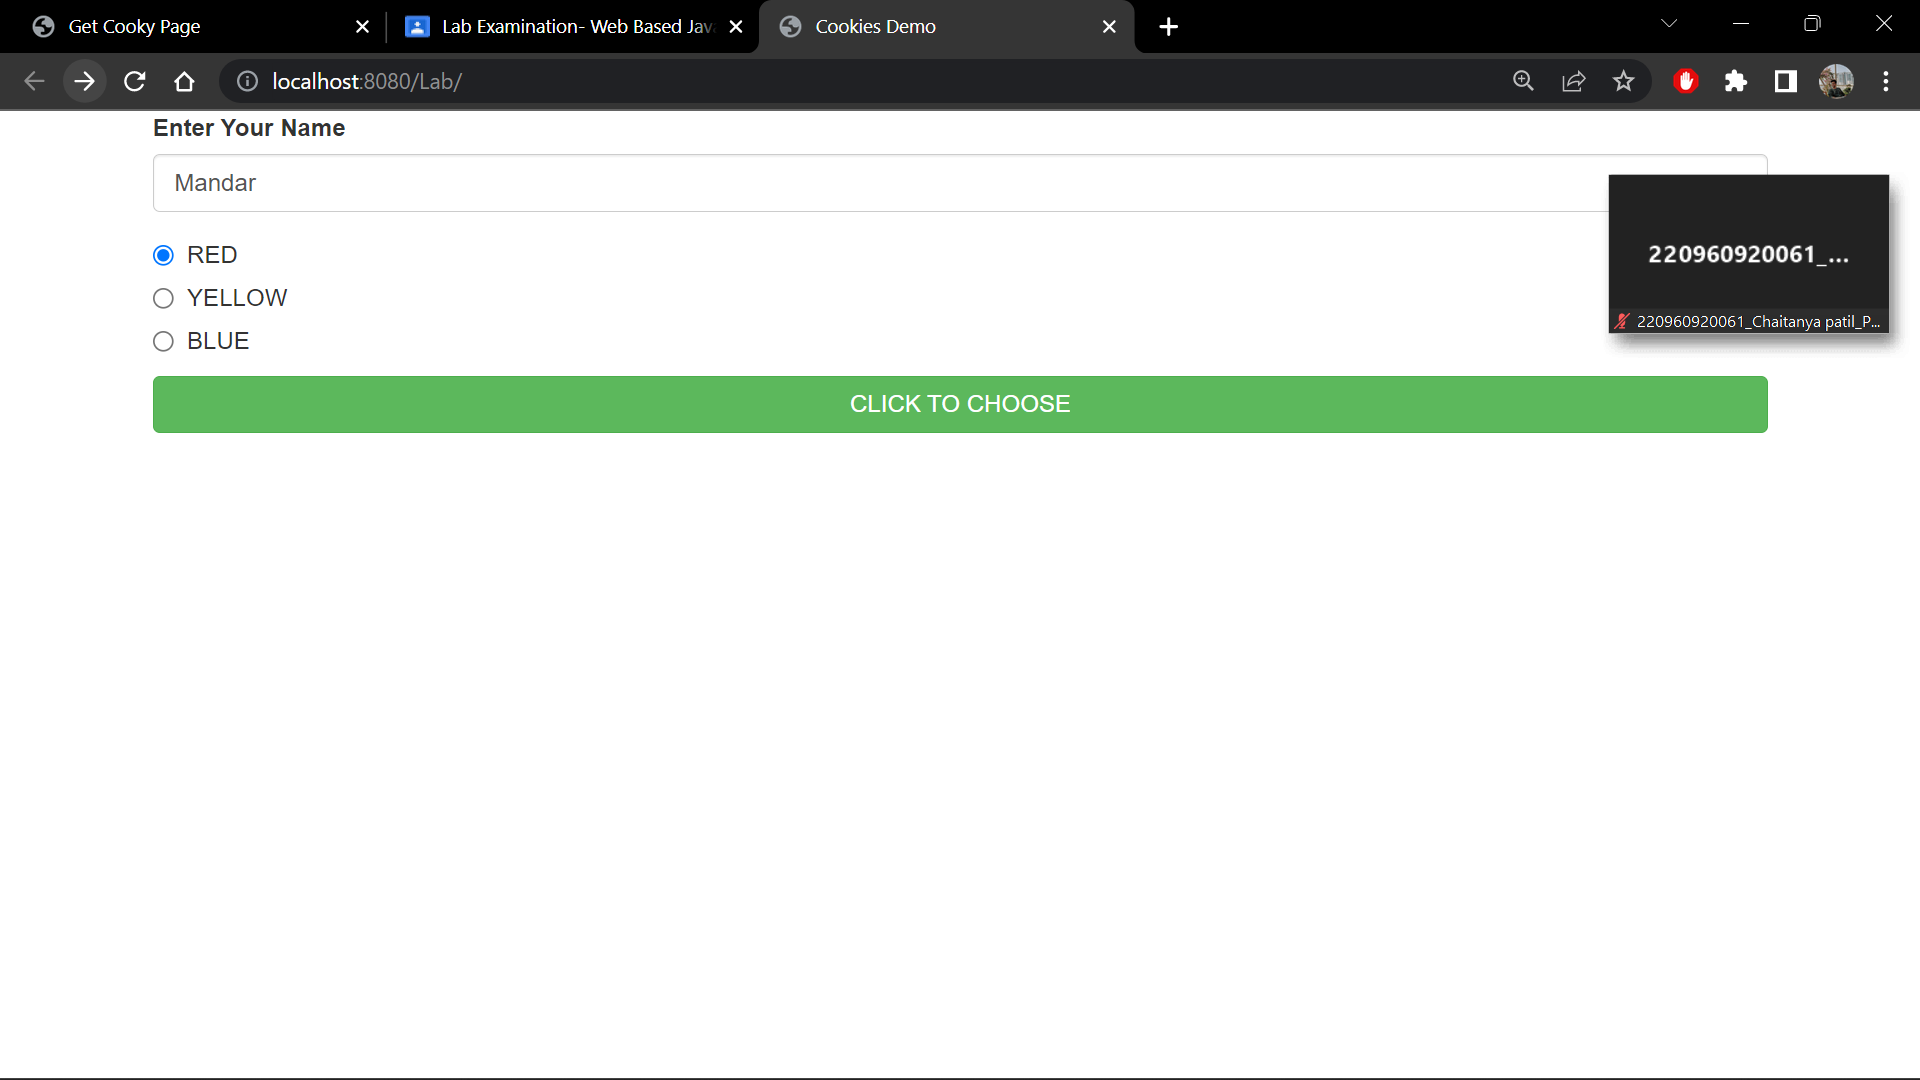 Get Cooky Page
Lab Examination- Web Based Jav
Cookies Demo
localhost:8080/Lab/
Enter Your Name
Mandar
RED
YELLOW
BLUE
CLICK TO CHOOSE
220960920061_...
220960920061_Chaitanya patil_P...